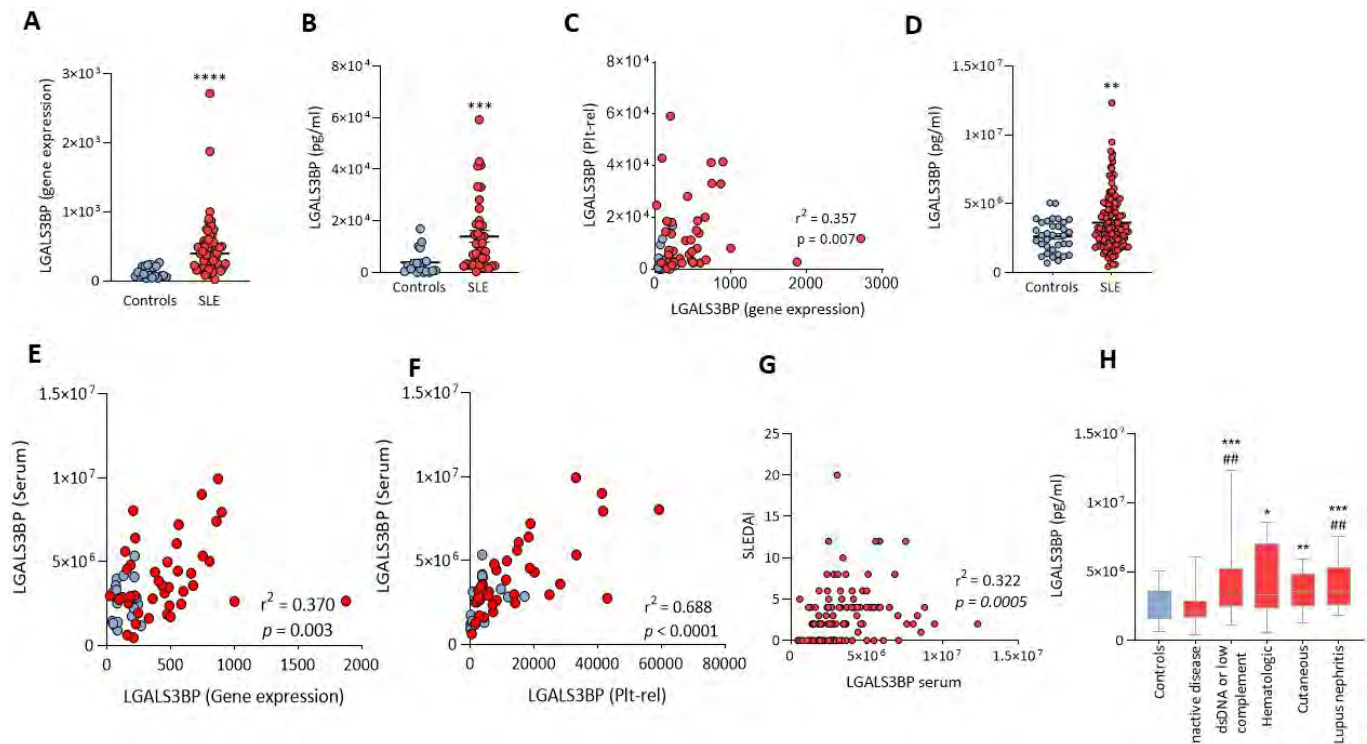 A
LGALS3BP (gene expression)
3×10³
2×10³
1×10³
0
****
Controls
SLE
B
LGALS3BP (pg/ml)
8×10⁴
6×10⁴
4×10⁴
2×10⁴
0
***
Controls
SLE
C
LGALS3BP (Plt-rel)
8×10⁴
6×10⁴
4×10⁴
2×10⁴
0
r² = 0.357
p = 0.007
0
1000
2000
3000
LGALS3BP (gene expression)
D
LGALS3BP (pg/ml)
1.5×10⁷
1×10⁷
5×10⁶
0
**
Controls
SLE
E
LGALS3BP (Serum)
1.5×10⁷
1×10⁷
5×10⁶
0
r² = 0.370
p = 0.003
0
500
1000
1500
2000
LGALS3BP (Gene expression)
F
LGALS3BP (Serum)
1.5×10⁷
1×10⁷
5×10⁶
0
r² = 0.688
p < 0.0001
0
20000
40000
60000
80000
LGALS3BP (Plt-rel)
G
SLEDAI
25
20
15
10
5
0
r² = 0.322
p = 0.0005
0
5×10⁶
1×10⁷
1.5×10⁷
LGALS3BP serum
H
LGALS3BP (pg/ml)
1.5×10⁷
1×10⁷
5×10⁶
0
***
##
*
**
***
##
Controls
nactive disease
dsDNA or low
complement
Hematologic
Cutaneous
Lupus nephritis